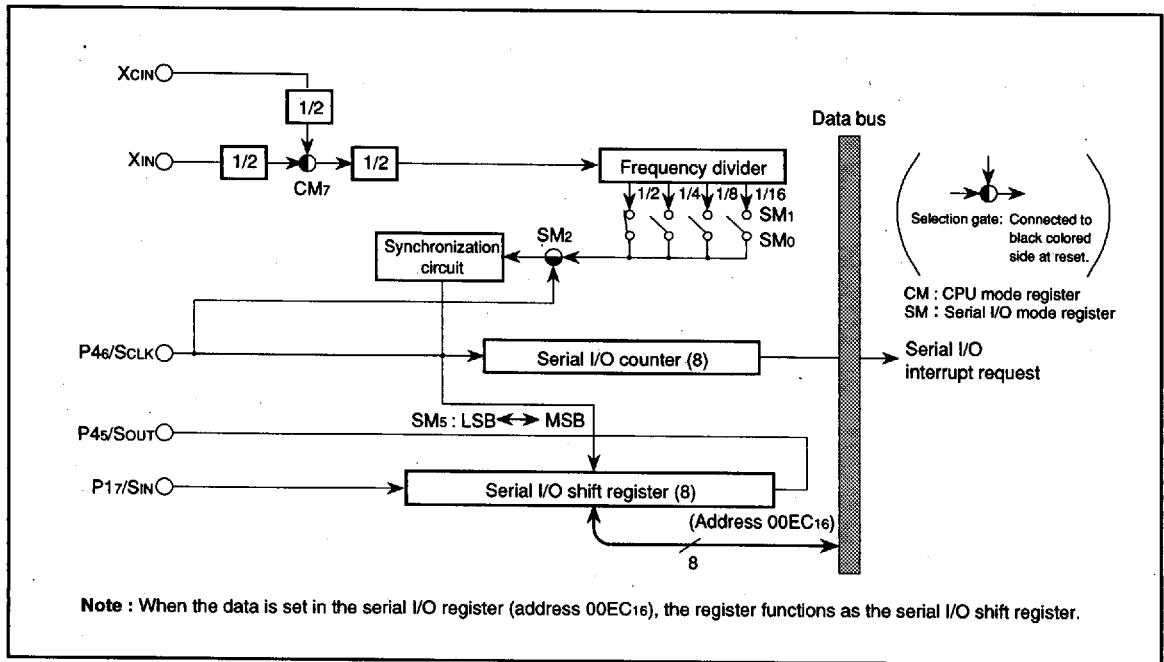 XCIN
1/2
Data bus
XIN
1/2
1/2
CM7
Frequency divider
1/2
1/4
1/8
1/16
SM1
SM0
SM2
Synchronization
circuit
Selection gate: Connected to
black colored
side at reset.
CM : CPU mode register
SM : Serial I/O mode register
P46/SCLK
Serial I/O counter (8)
Serial I/O
interrupt request
SM5 : LSB ↔ MSB
P45/SOUT
P17/SIN
Serial I/O shift register (8)
(Address 00EC16)
8
Note : When the data is set in the serial I/O register (address 00EC16), the register functions as the serial I/O shift register.